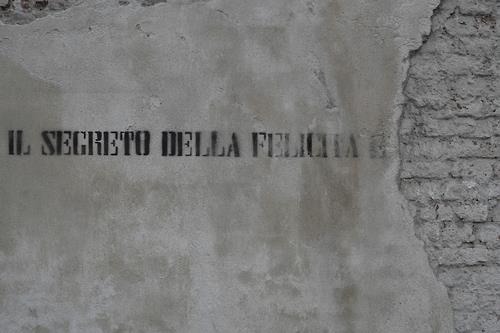 IL SEGRETO DELLA FELICITA' E